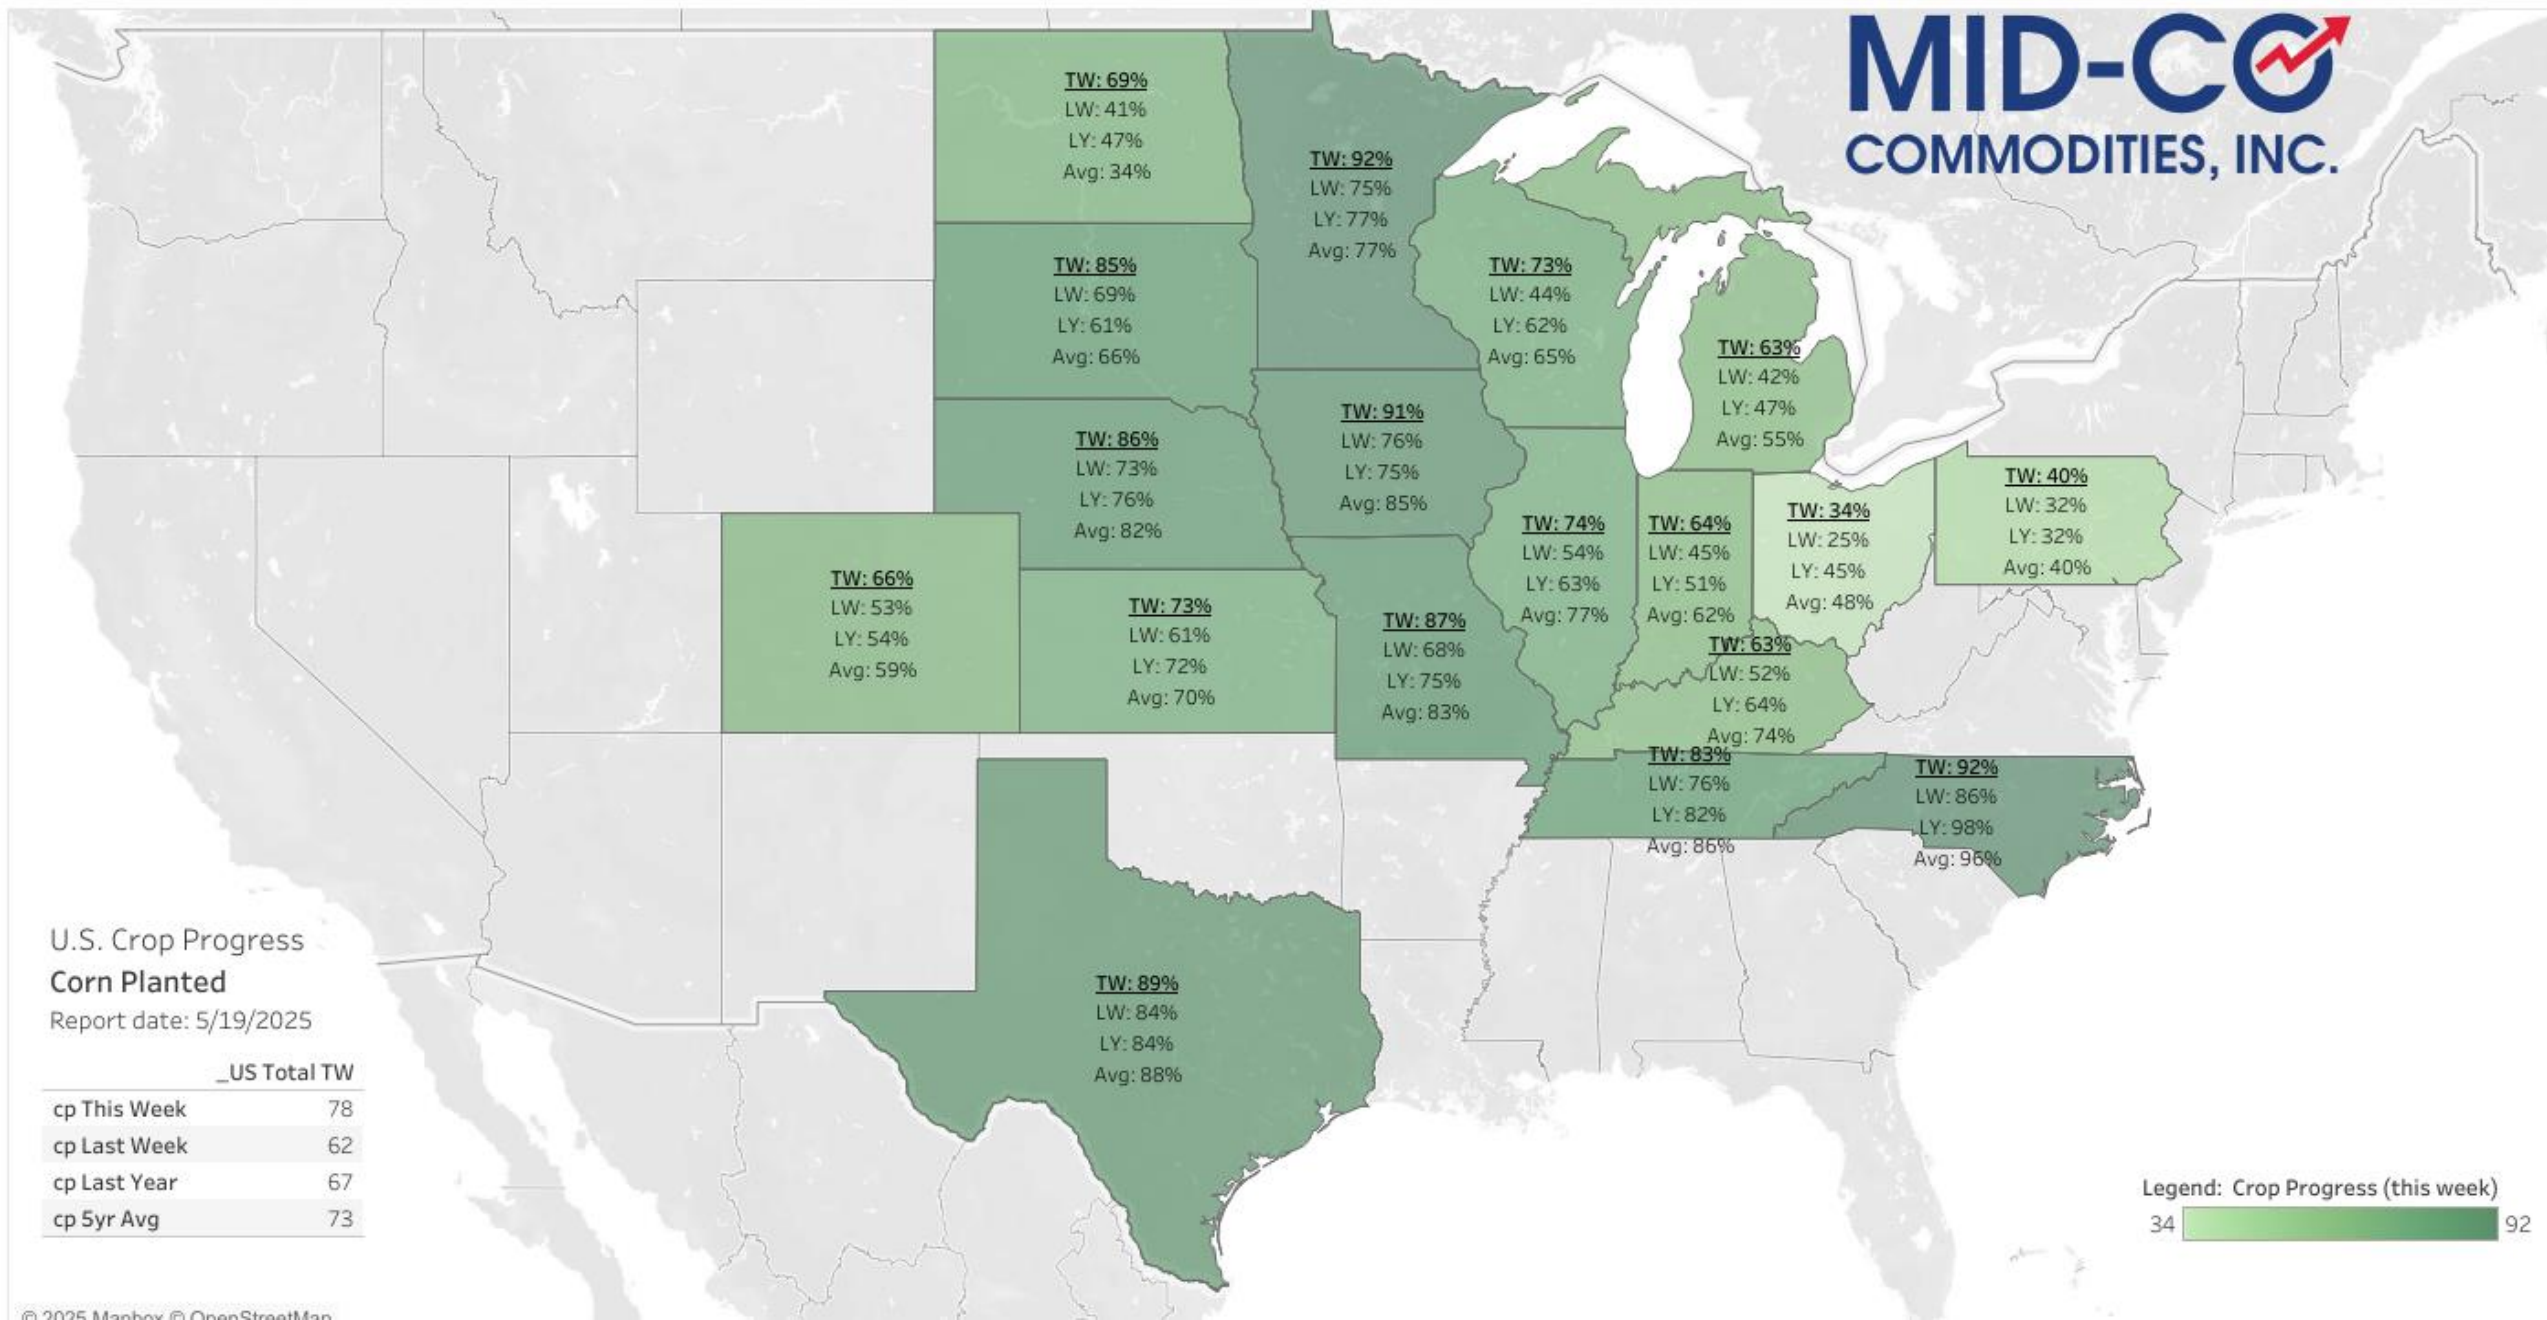 MID-CO
COMMODITIES, INC.
TW: 69%
LW: 41%
LY: 47%
Avg: 34%
TW: 92%
LW: 75%
LY: 77%
Avg: 77%
TW: 85%
LW: 69%
LY: 61%
Avg: 66%
TW: 73%
LW: 44%
LY: 62%
Avg: 65%
TW: 63%
LW: 42%
LY: 47%
Avg: 55%
TW: 86%
LW: 73%
LY: 76%
Avg: 82%
TW: 91%
LW: 76%
LY: 75%
Avg: 85%
TW: 40%
LW: 32%
LY: 32%
Avg: 40%
TW: 74%
LW: 54%
LY: 63%
Avg: 77%
TW: 64%
LW: 45%
LY: 51%
Avg: 62%
TW: 34%
LW: 25%
LY: 45%
Avg: 48%
TW: 66%
LW: 53%
LY: 54%
Avg: 59%
TW: 73%
LW: 61%
LY: 72%
Avg: 70%
TW: 87%
LW: 68%
LY: 75%
Avg: 83%
TW: 63%
LW: 52%
LY: 64%
Avg: 74%
TW: 83%
LW: 76%
LY: 82%
Avg: 86%
TW: 92%
LW: 86%
LY: 98%
Avg: 96%
TW: 89%
LW: 84%
LY: 84%
Avg: 88%
U.S. Crop Progress
Corn Planted
Report date: 5/19/2025
_US Total TW
cp This Week 78
cp Last Week 62
cp Last Year 67
cp 5yr Avg 73
Legend: Crop Progress (this week)
34 92
© 2025 Mapbox © OpenStreetMap